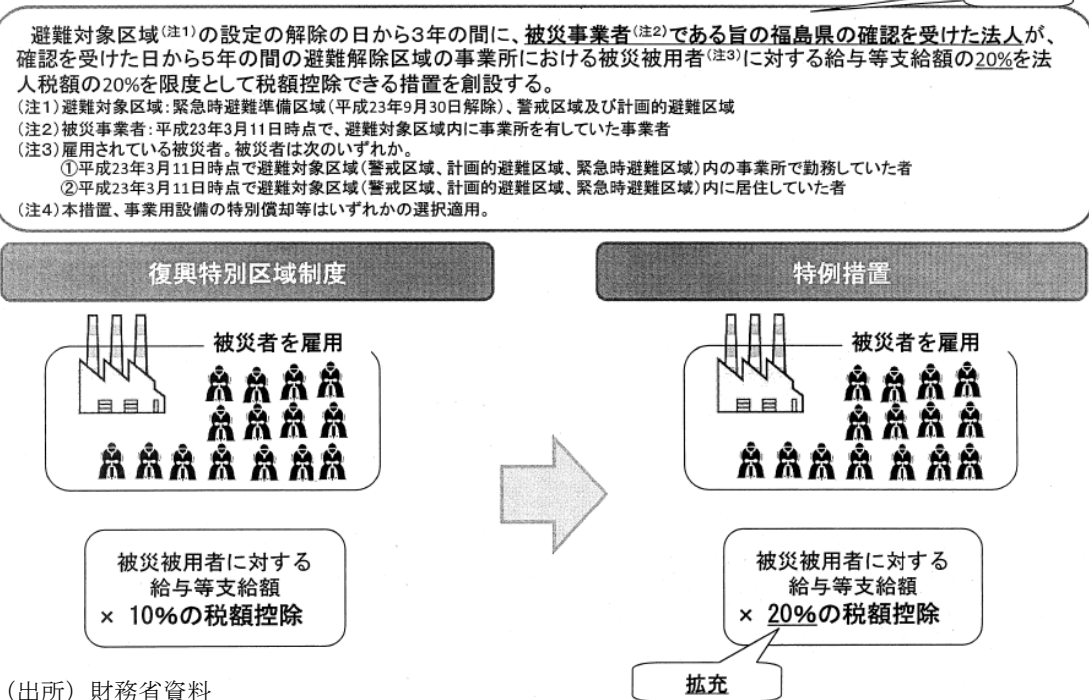 避難対象区域(注1)の設定の解除の日から3年の間に、被災事業者(注2)である旨の福島県の確認を受けた法人が、
確認を受けた日から5年の間の避難解除区域の事業所における被災被用者(注3)に対する給与等支給額の20%を法
人税額の20%を限度として税額控除できる措置を創設する。
(注1)避難対象区域:緊急時避難準備区域(平成23年9月30日解除)、警戒区域及び計画的避難区域
(注2)被災事業者:平成23年3月11日時点で、避難対象区域内に事業所を有していた事業者
(注3)雇用されている被災者。被災者は次のいずれか。
①平成23年3月11日時点で避難対象区域(警戒区域、計画的避難区域、緊急時避難区域)内の事業所で勤務していた者
②平成23年3月11日時点で避難対象区域(警戒区域、計画的避難区域、緊急時避難区域)内に居住していた者
(注4)本措置、事業用設備の特別償却等はいずれかの選択適用。
復興特別区域制度
特例措置
被災者を雇用
被災者を雇用
被災被用者に対する
給与等支給額
× 10%の税額控除
被災被用者に対する
給与等支給額
× 20%の税額控除
拡充
(出所)財務省資料